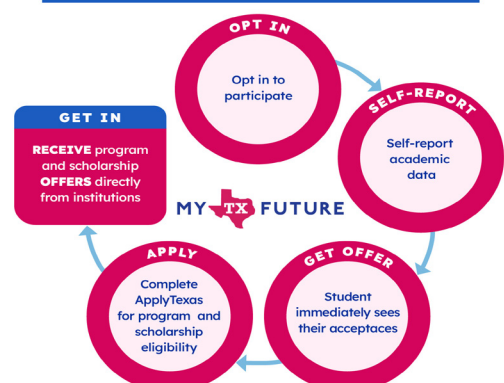 OPT IN
Opt in to
participate
SELF-REPORT
Self-report
academic
data
GET OFFER
Student
immediately sees
their acceptaces
APPLY
Complete
ApplyTexas
for program and
scholarship
eligibility
GET IN
RECEIVE program
and scholarship
OFFERS directly
from institutions
MY TX FUTURE